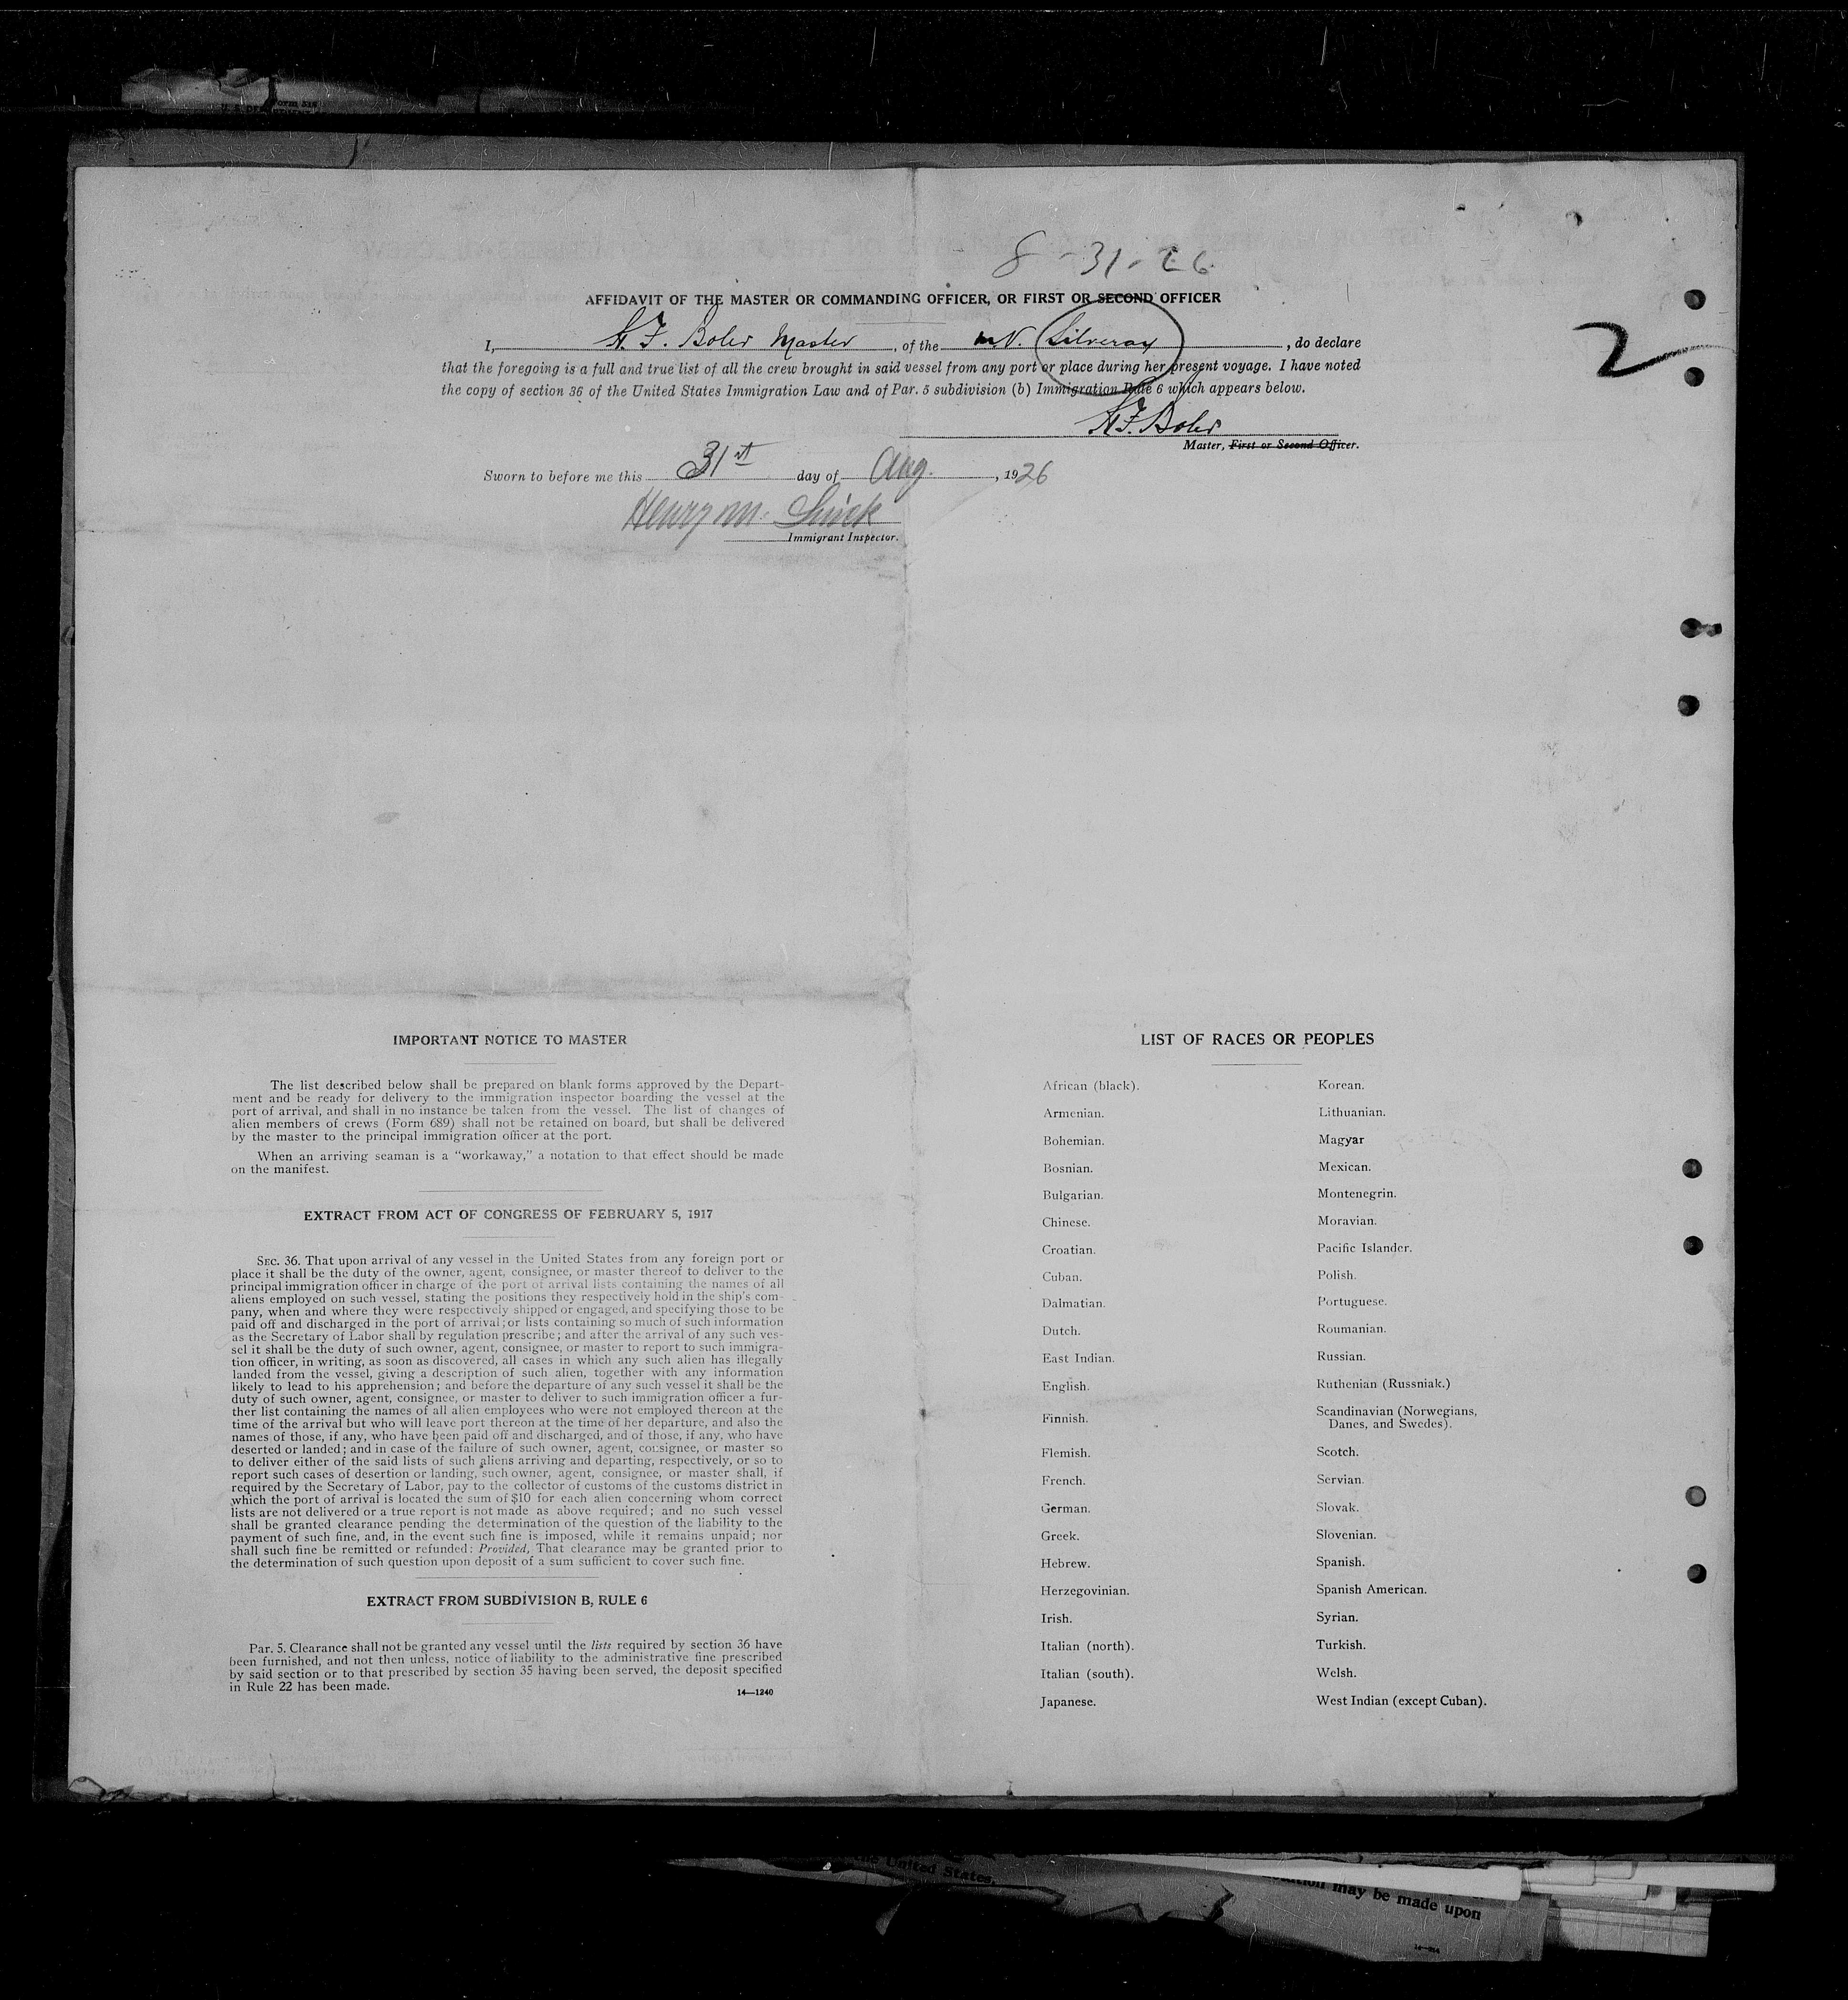 8-31-26
AFFIDAVIT OF THE MASTER OR COMMANDING OFFICER, OR FIRST OR SECOND OFFICER
I, Master, of the M.V. Silveray, do declare
that the foregoing is a full and true list of all the crew brought in said vessel from any port or place during her present voyage. I have noted
the copy of section 36 of the United States Immigration Law and of Par. 5 subdivision (b) Immigration Rule 6 which appears below.
2
Master, First or Second Officer.
Sworn to before me this 31st day of Aug., 1926
Henry M.
Immigrant Inspector.
IMPORTANT NOTICE TO MASTER
The list described below shall be prepared on blank forms approved by the Depart-
ment and be ready for delivery to the immigration inspector boarding the vessel at the
port of arrival, and shall in no instance be taken from the vessel. The list of changes of
alien members of crews (Form 689) shall not be retained on board, but shall be delivered
by the master to the principal immigration officer at the port.
When an arriving seaman is a "workaway," a notation to that effect should be made
on the manifest.
EXTRACT FROM ACT OF CONGRESS OF FEBRUARY 5, 1917
SEC. 36. That upon arrival of any vessel in the United States from any foreign port or
place it shall be the duty of the owner, agent, consignee, or master thereof to deliver to the
principal immigration officer in charge of the port of arrival lists containing the names of all
aliens employed on such vessel, stating the positions they respectively hold in the ship's com-
pany, when and where they were respectively shipped or engaged, and specifying those to be
paid off and discharged in the port of arrival; or lists containing so much of such information
as the Secretary of Labor shall by regulation prescribe; and after the arrival of any such ves-
sel it shall be the duty of such owner, agent, consignee, or master to report to such immigra-
tion officer, in writing, as soon as discovered, all cases in which any such alien has illegally
landed from the vessel, giving a description of such alien, together with any information
likely to lead to his apprehension; and before the departure of any such vessel it shall be the
duty of such owner, agent, consignee, or master to deliver to such immigration officer a fur-
ther list containing the names of all alien employees who were not employed thereon at the
time of the arrival but who will leave port thereon at the time of her departure, and also the
names of those, if any, who have been paid off and discharged, and of those, if any, who have
deserted or landed; and in case of the failure of such owner, agent, consignee, or master so
to deliver either of the said lists of such aliens arriving and departing, respectively, or so to
report such cases of desertion or landing, such owner, agent, consignee, or master shall, if
required by the Secretary of Labor, pay to the collector of customs of the customs district in
which the port of arrival is located the sum of $10 for each alien concerning whom correct
lists are not delivered or a true report is not made as above required; and no such vessel
shall be granted clearance pending the determination of the question of the liability to the
payment of such fine, and, in the event such fine is imposed, while it remains unpaid; nor
shall such fine be remitted or refunded: Provided, That clearance may be granted prior to
the determination of such question upon deposit of a sum sufficient to cover such fine.
EXTRACT FROM SUBDIVISION B, RULE 6
Par. 5. Clearance shall not be granted any vessel until the lists required by section 36 have
been furnished, and not then unless, notice of liability to the administrative fine prescribed
by said section or to that prescribed by section 35 having been served, the deposit specified
in Rule 22 has been made.
14—1240
LIST OF RACES OR PEOPLES
African (black).
Armenian.
Bohemian.
Bosnian.
Bulgarian.
Chinese.
Croatian.
Cuban.
Dalmatian.
Dutch.
East Indian.
English.
Finnish.
Flemish.
French.
German.
Greek.
Hebrew.
Herzegovinian.
Irish.
Italian (north).
Italian (south).
Japanese.
Korean.
Lithuanian.
Magyar
Mexican.
Montenegrin.
Moravian.
Pacific Islander.
Polish.
Portuguese.
Roumanian.
Russian.
Ruthenian (Russniak.)
Scandinavian (Norwegians,
Danes, and Swedes).
Scotch.
Servian.
Slovak.
Slovenian.
Spanish.
Spanish American.
Syrian.
Turkish.
Welsh.
West Indian (except Cuban).
United States.
may be made upon